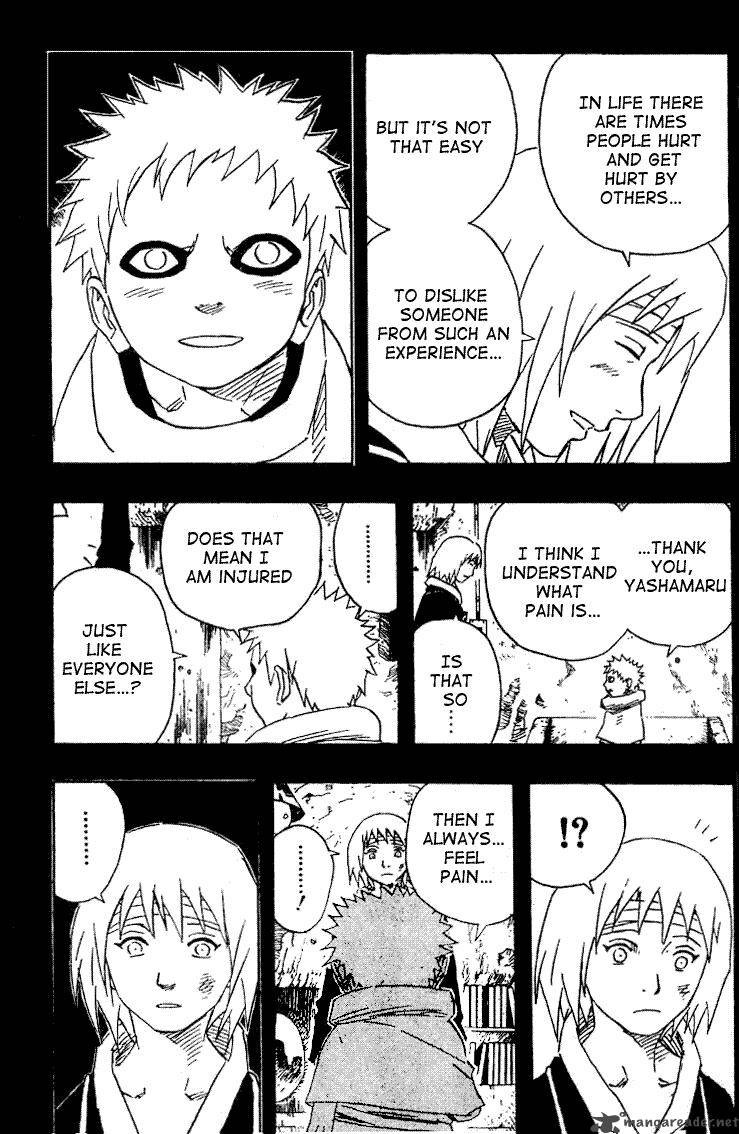 IN LIFE THERE
ARE TIMES
PEOPLE HURT
AND GET
HURT BY
OTHERS...
BUT IT'S NOT
THAT EASY
TO DISLIKE
SOMEONE
FROM SUCH AN
EXPERIENCE...
...THANK
YOU,
YASHAMARU
I THINK I
UNDERSTAND
WHAT
PAIN IS...
IS
THAT
SO
......
........
DOES THAT
MEAN I
AM INJURED
JUST
LIKE
EVERYONE
ELSE...?
!?
THEN I
ALWAYS...
FEEL
PAIN...
......!
........
mangareader.net